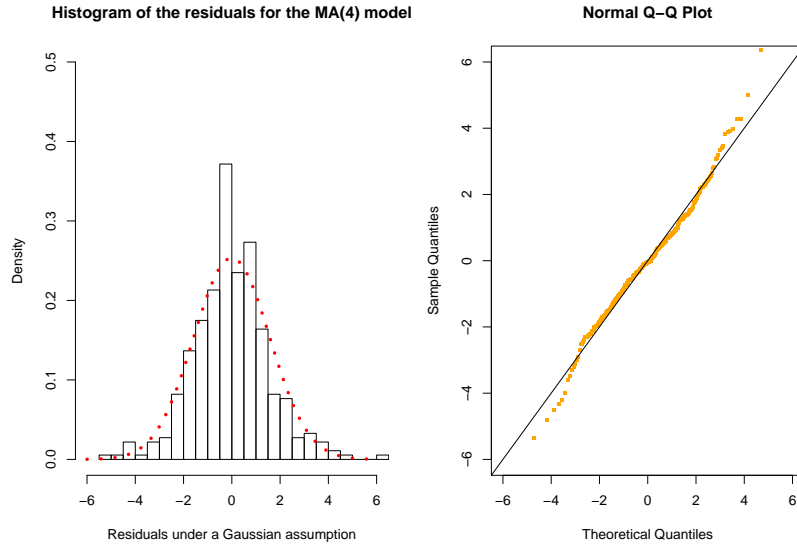 Histogram of the residuals for the MA(4) model
Density
0.0
0.1
0.2
0.3
0.4
0.5
−6 −4 −2 0 2 4 6
Residuals under a Gaussian assumption
Normal Q−Q Plot
Sample Quantiles
6
4
2
0
−2
−4
−6
−6 −4 −2 0 2 4 6
Theoretical Quantiles